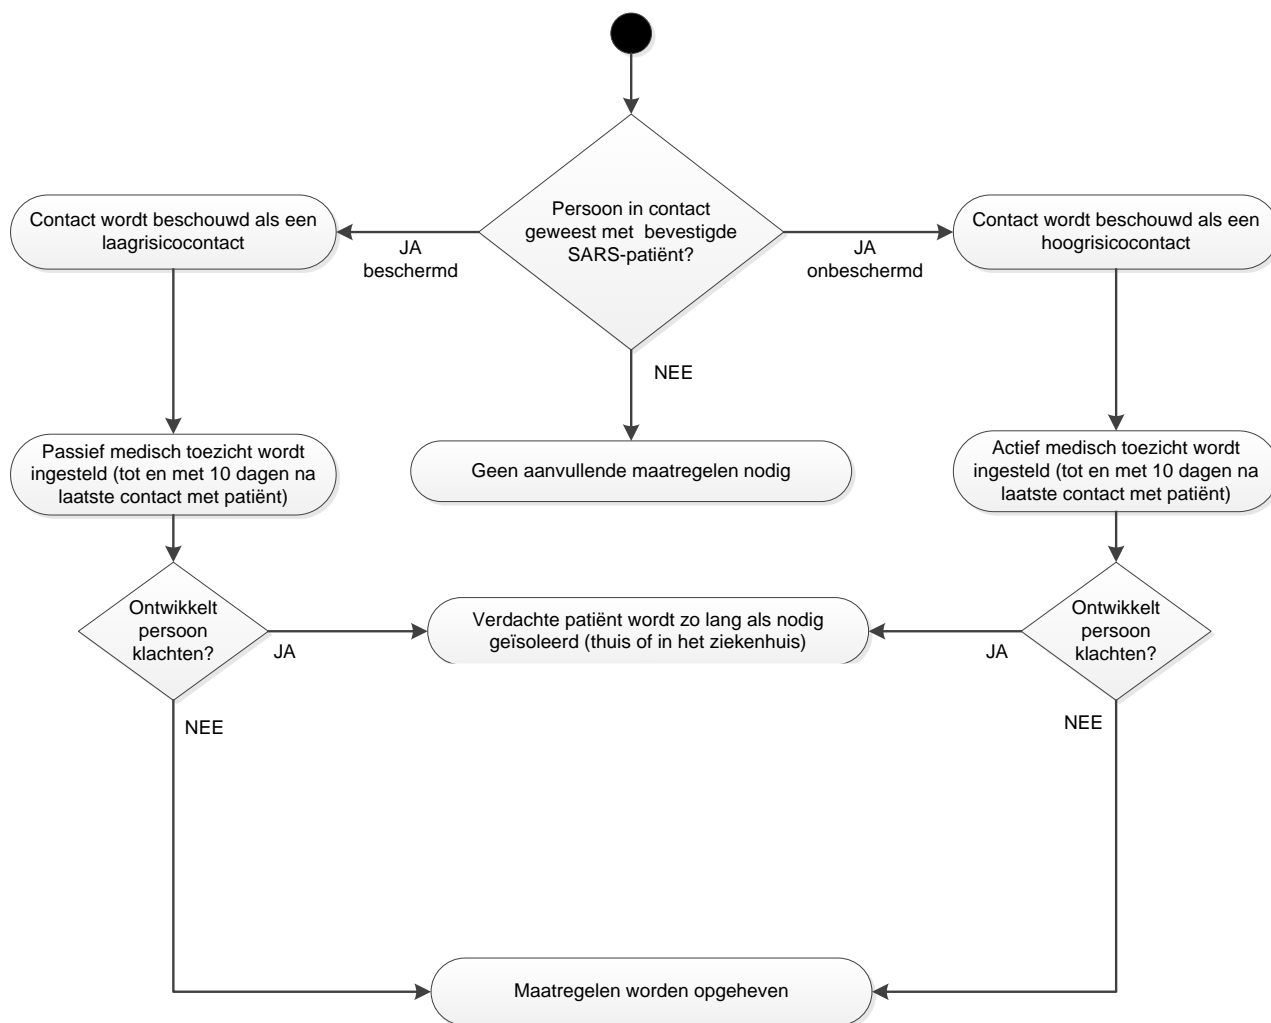 Persoon in contact
geweest met bevestigde
SARS-patiënt?
Contact wordt beschouwd als een
laagrisicocontact
JA
beschermd
JA
onbeschermd
Contact wordt beschouwd als een
hoogrisicocontact
NEE
Passief medisch toezicht wordt
ingesteld (tot en met 10 dagen na
laatste contact met patiënt)
Geen aanvullende maatregelen nodig
Actief medisch toezicht wordt
ingesteld (tot en met 10 dagen na
laatste contact met patiënt)
Ontwikkelt
persoon
klachten?
JA
Verdachte patiënt wordt zo lang als nodig
geïsoleerd (thuis of in het ziekenhuis)
JA
Ontwikkelt
persoon
klachten?
NEE
NEE
Maatregelen worden opgeheven